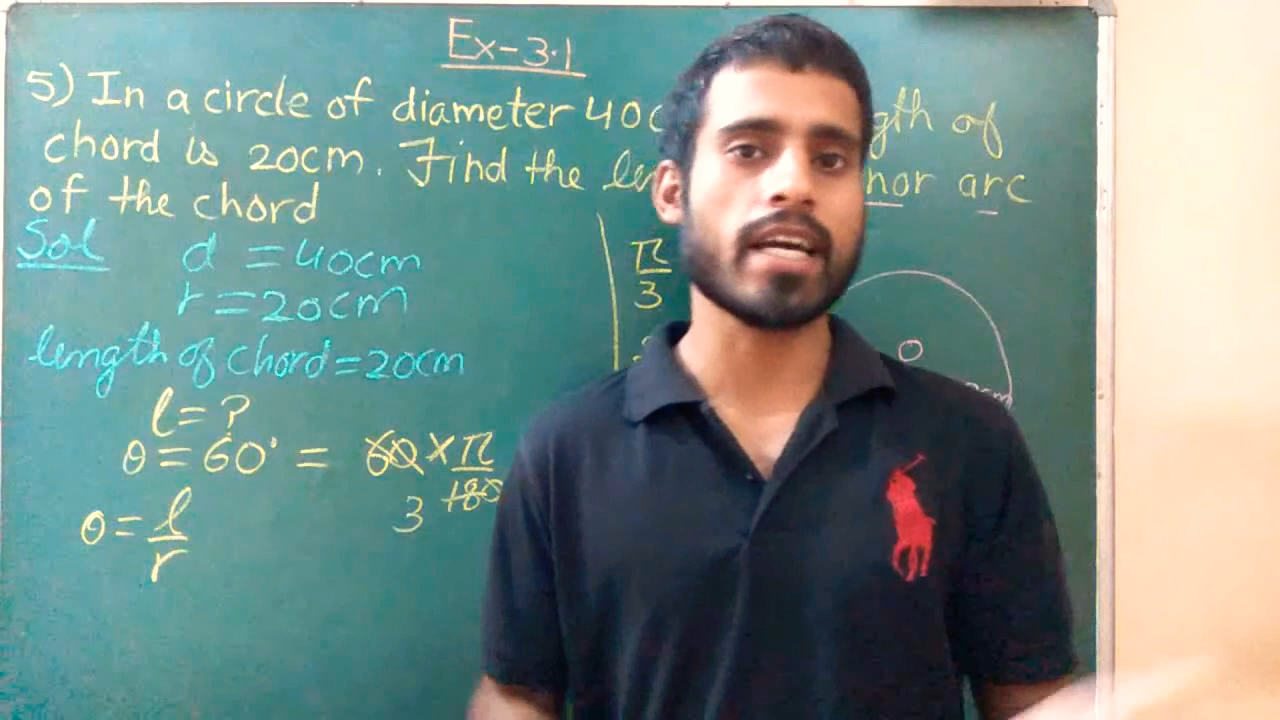 Ex-3.1
5) In a circle of diameter 40c gth of
chord is 20cm. Find the nor arc
of the chord
Sol d = 40cm
r = 20cm
length of chord = 20cm
l = ?
θ = 60° = 60 × π
180
3
θ = l
r
π
3
O